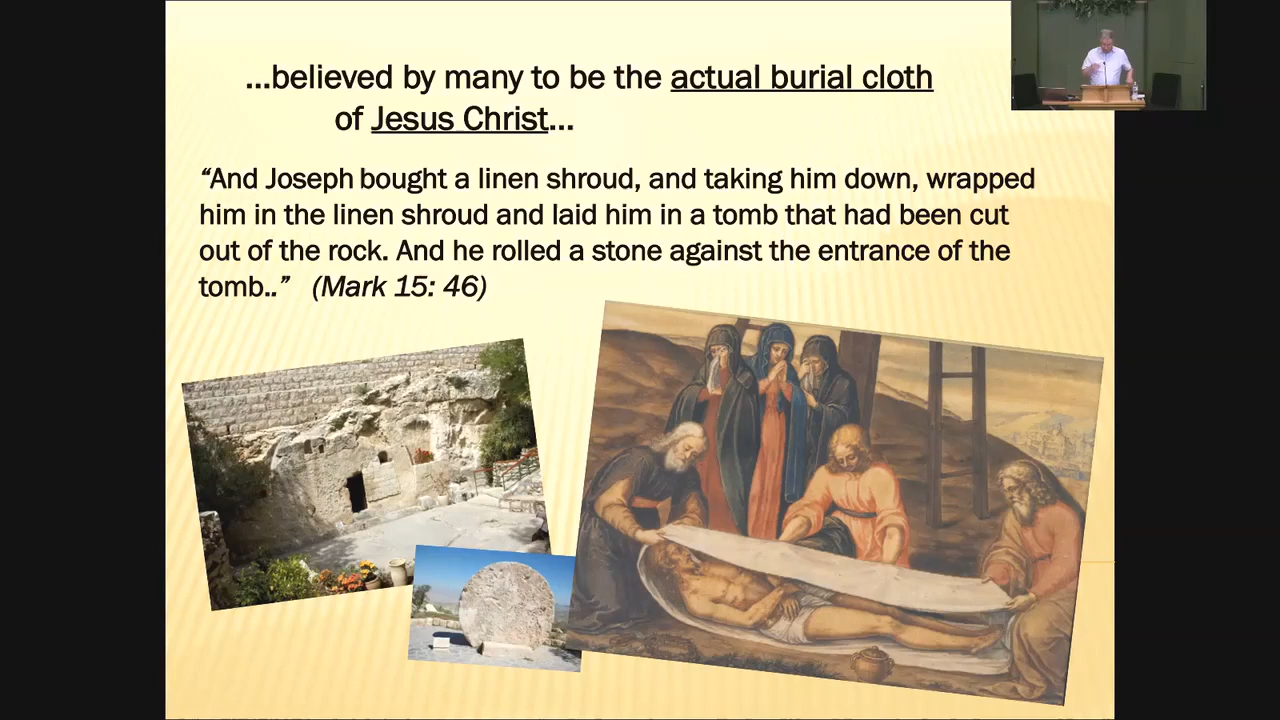 ...believed by many to be the actual burial cloth
of Jesus Christ...
“And Joseph bought a linen shroud, and taking him down, wrapped
him in the linen shroud and laid him in a tomb that had been cut
out of the rock. And he rolled a stone against the entrance of the
tomb..” (Mark 15: 46)